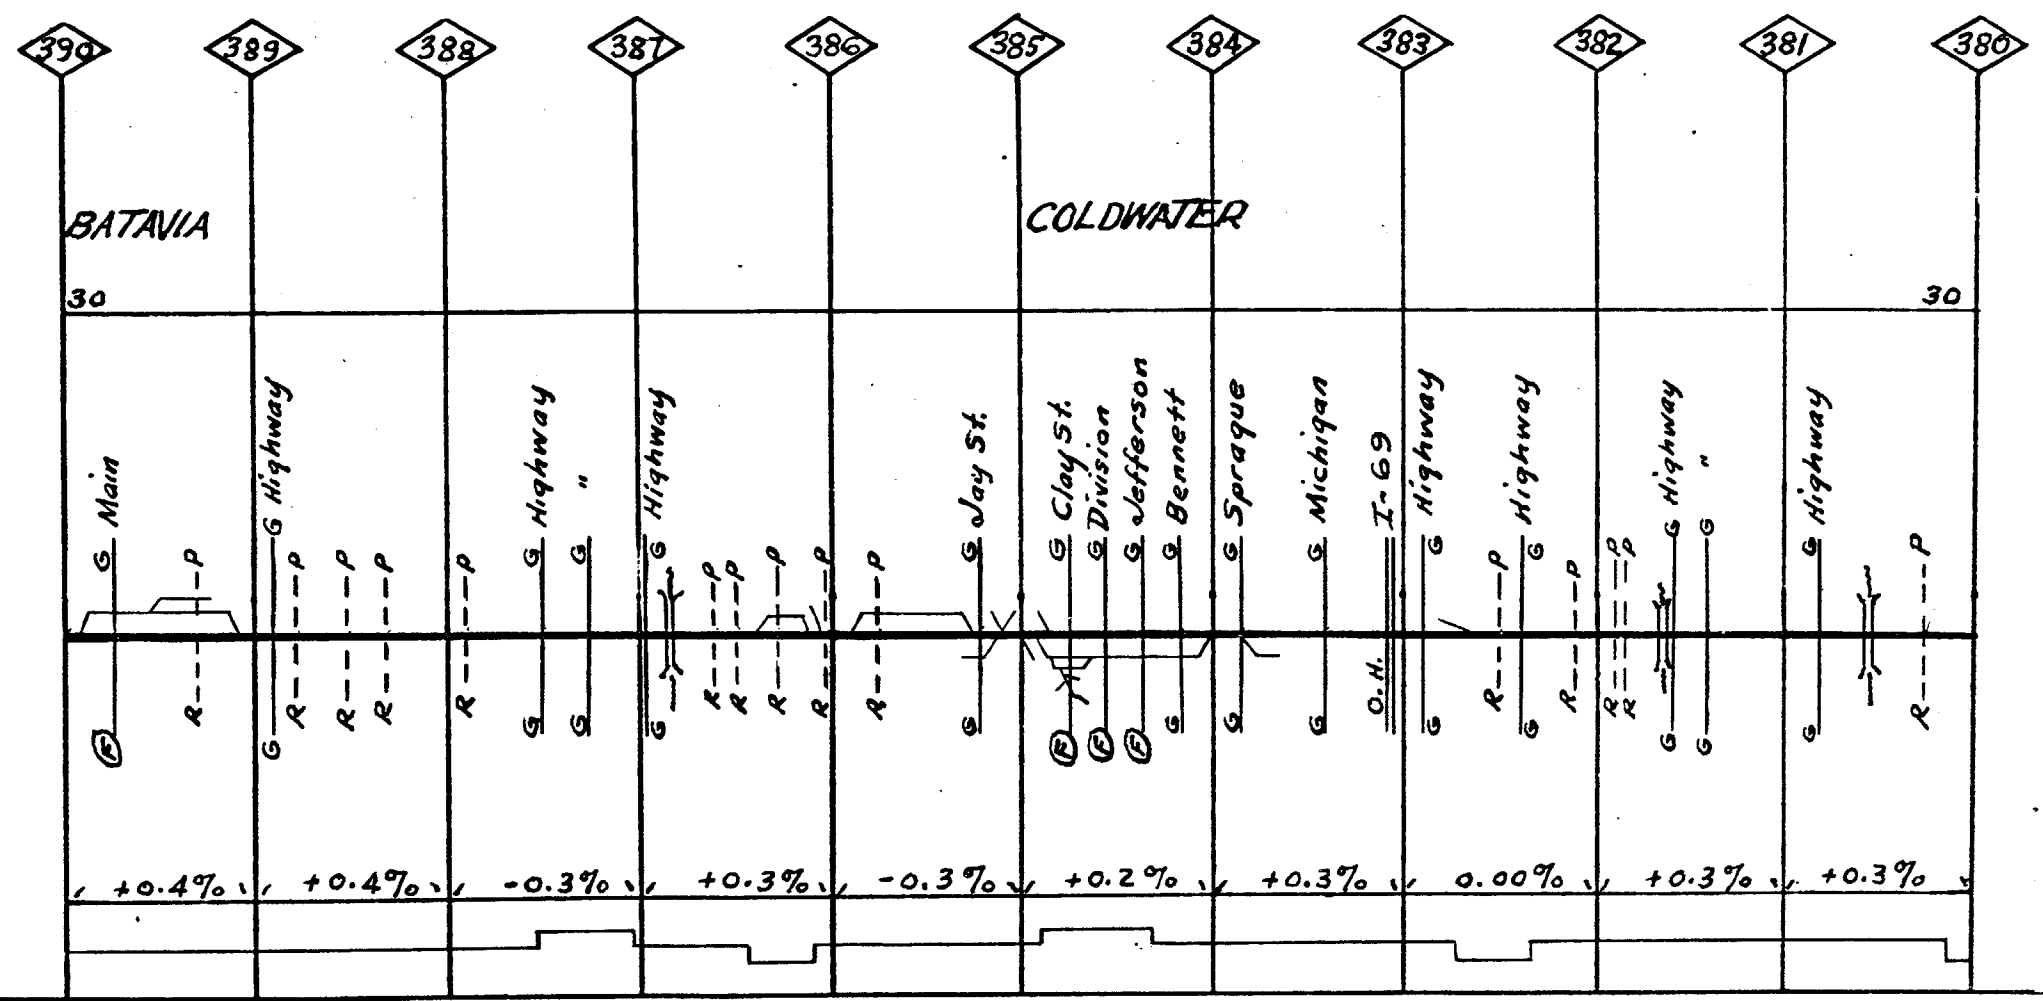 390 389 388 387 386 385 384 383 382 381 380
BATAVIA COLDWATER
30 30
G Main
R P
G Highway
R P
R P
R P
R P
G Highway
G "
G Highway
R P
R P
R P
R P
R P
G Jay St.
G Clay St.
G Division
G Jefferson
G Bennett
G Sprague
G Michigan
O.H. I-69
G Highway
R P
G Highway
R P
R P
R P
G Highway
G "
G Highway
R P
F G G G G G F F F G G G G G G G G
+0.4% +0.4% -0.3% +0.3% -0.3% +0.2% +0.3% 0.00% +0.3% +0.3%